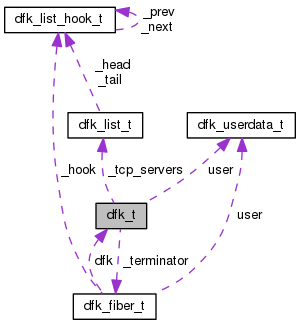 dfk_list_hook_t
_prev
_next
_head
_tail
dfk_list_t
dfk_userdata_t
_hook
_tcp_servers
user
dfk_t
user
dfk
_terminator
dfk_fiber_t